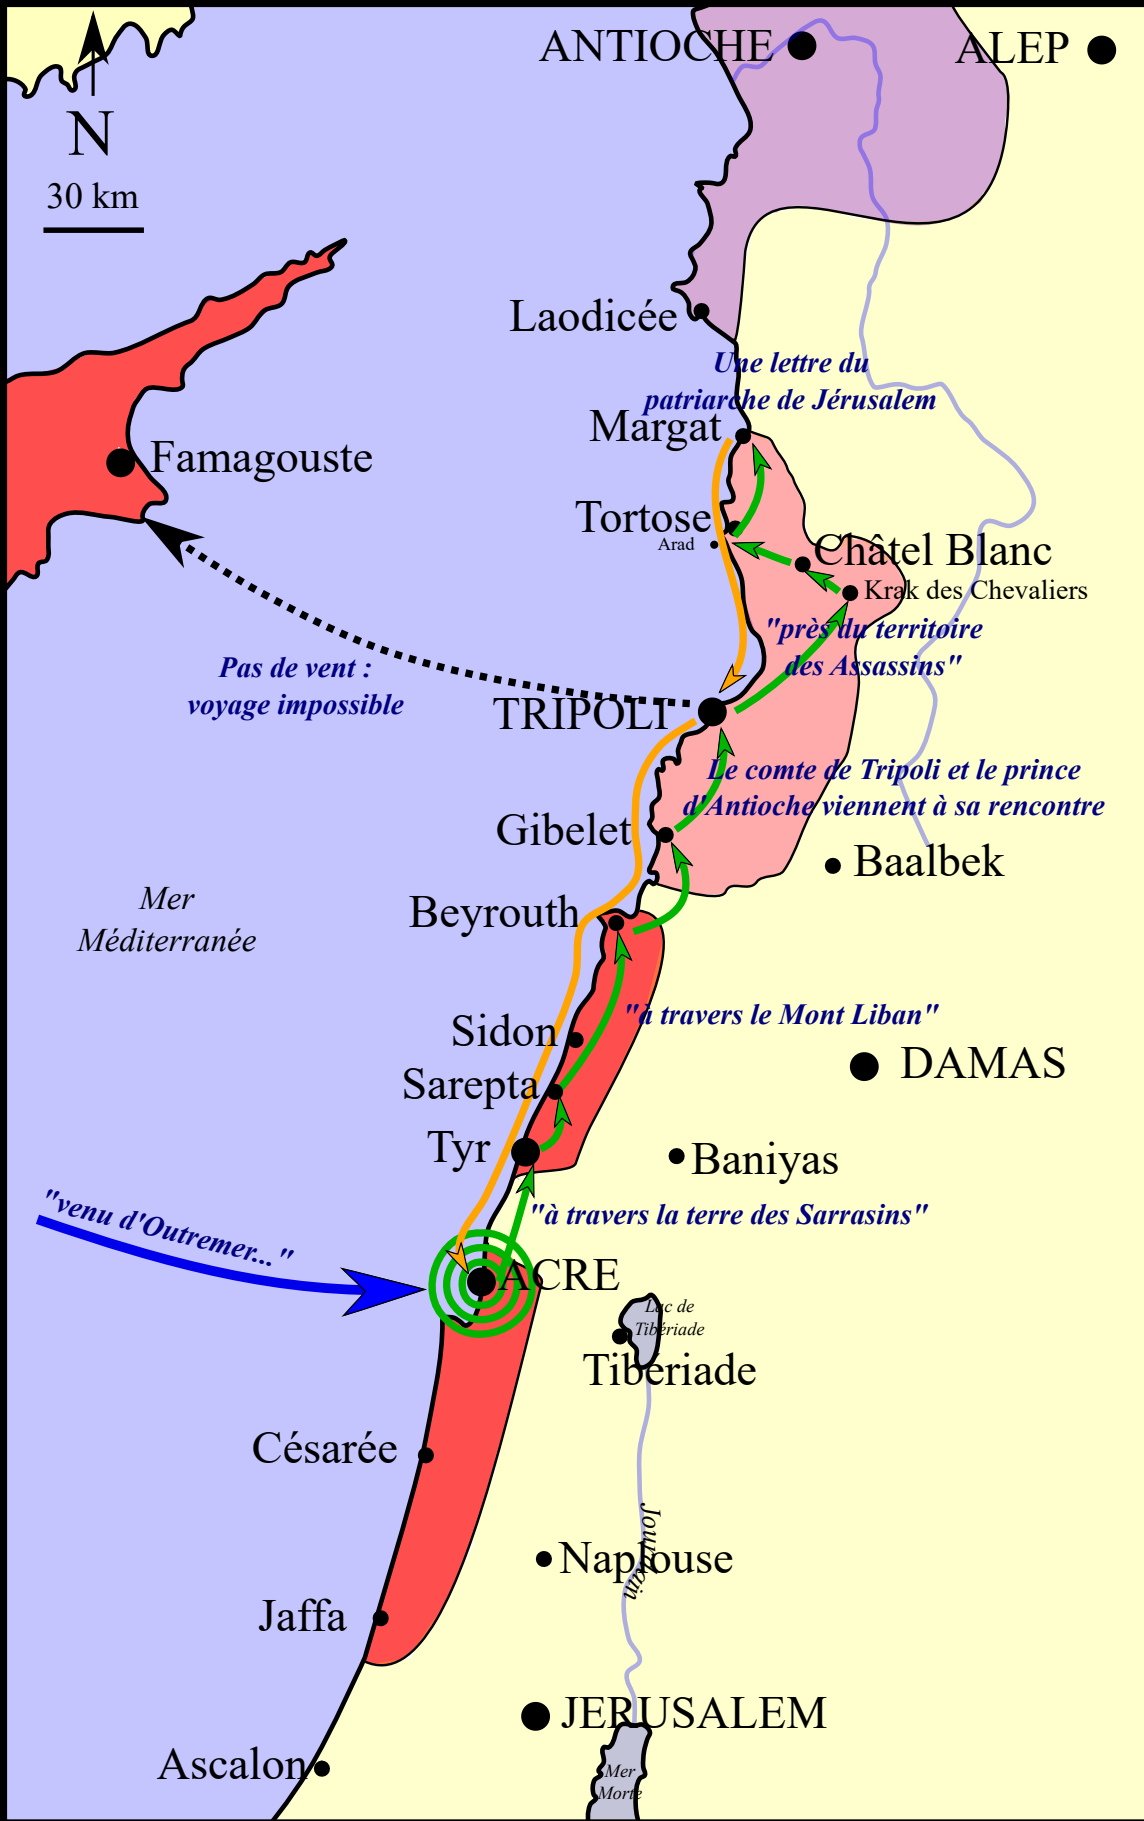 ANTIOCHE
ALEP
N
30 km
Laodicée
Une lettre du
patriarche de Jérusalem
Margat
Famagouste
Tortose
Arad
Châtel Blanc
Krak des Chevaliers
"près du territoire
des Assassins"
Pas de vent :
voyage impossible
TRIPOLI
Le comte de Tripoli et le prince
d'Antioche viennent à sa rencontre
Gibelet
Baalbek
Mer
Méditerranée
Beyrouth
"à travers le Mont Liban"
Sidon
DAMAS
Sarepta
Tyr
Baniyas
"venu d'Outremer..."
"à travers la terre des Sarrasins"
ACRE
Lac de
Tibériade
Tibériade
Césarée
Jourdain
Naplouse
Jaffa
JERUSALEM
Ascalon
Mer
Morte